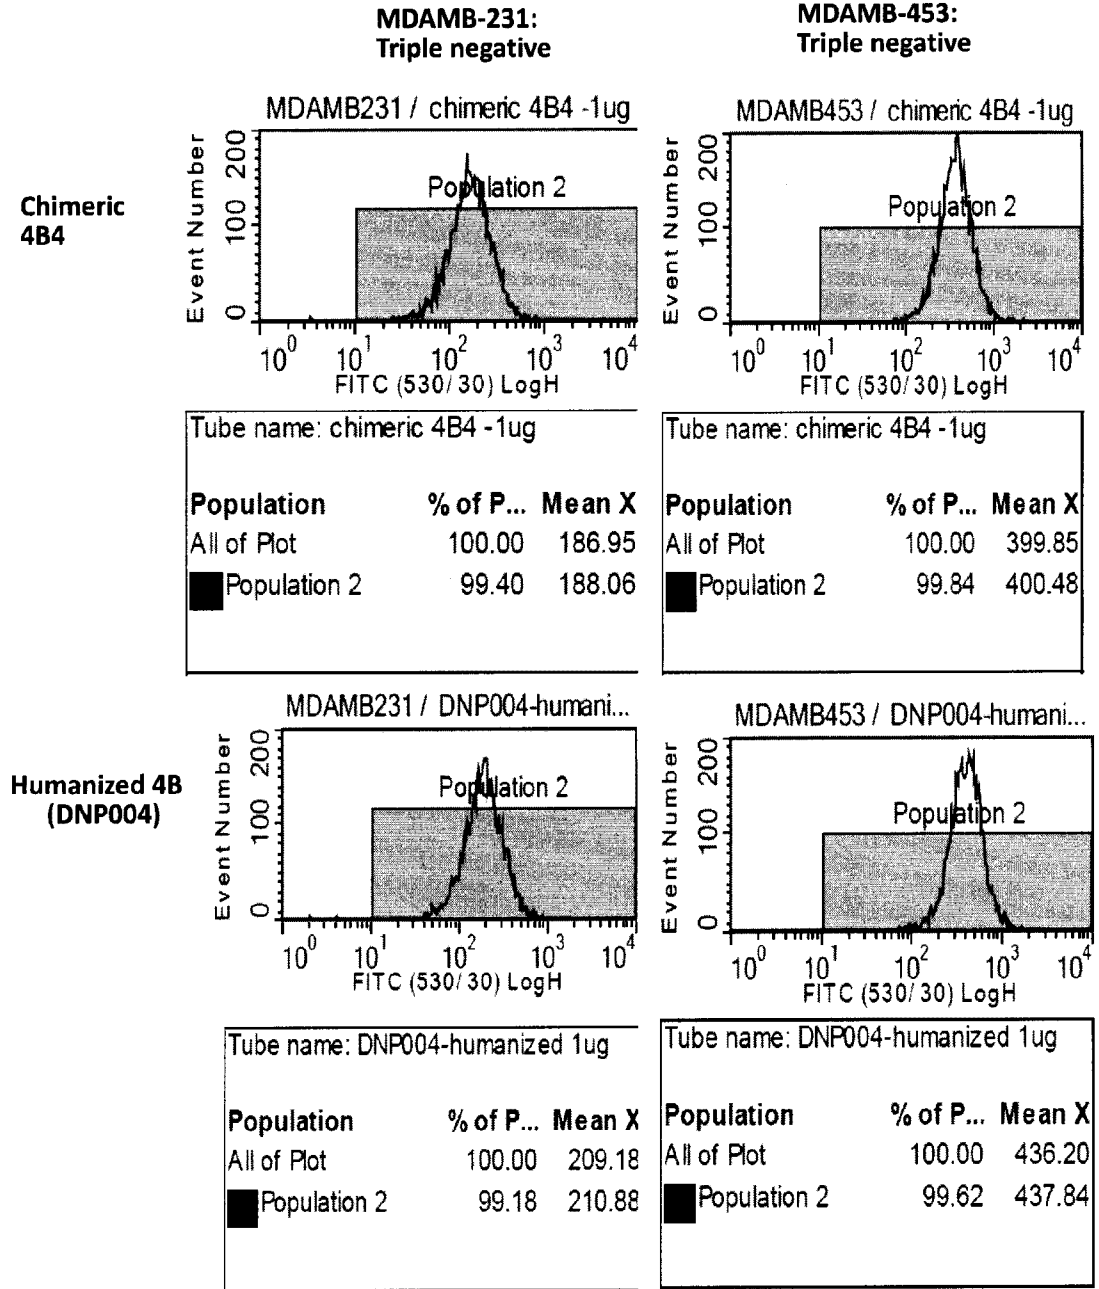 MDAMB-231:
Triple negative
MDAMB-453:
Triple negative
Chimeric
4B4
MDAMB231 / chimeric 4B4 -1ug
Event Number
200
100
0
Population 2
10^0 10^1 10^2 10^3 10^4
FITC (530/30) LogH
MDAMB453 / chimeric 4B4 -1ug
Event Number
200
100
0
Population 2
10^0 10^1 10^2 10^3 10^4
FITC (530/30) LogH
Tube name: chimeric 4B4 -1ug
Population % of P... Mean X
All of Plot 100.00 186.95
Population 2 99.40 188.06
Tube name: chimeric 4B4 -1ug
Population % of P... Mean X
All of Plot 100.00 399.85
Population 2 99.84 400.48
Humanized 4B
(DNP004)
MDAMB231 / DNP004-humani...
Event Number
200
100
0
Population 2
10^0 10^1 10^2 10^3 10^4
FITC (530/30) LogH
MDAMB453 / DNP004-humani...
Event Number
200
100
0
Population 2
10^0 10^1 10^2 10^3 10^4
FITC (530/30) LogH
Tube name: DNP004-humanized 1ug
Population % of P... Mean X
All of Plot 100.00 209.18
Population 2 99.18 210.88
Tube name: DNP004-humanized 1ug
Population % of P... Mean X
All of Plot 100.00 436.20
Population 2 99.62 437.84